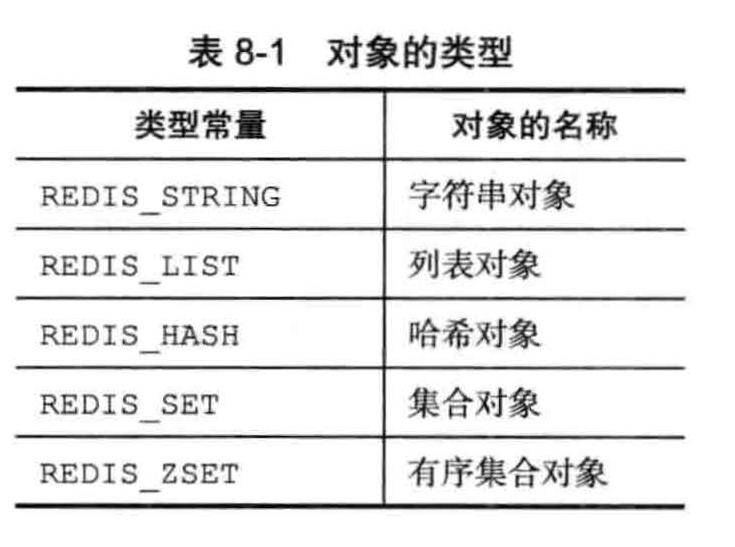 表 8-1 对象的类型
类型常量 对象的名称
REDIS_STRING 字符串对象
REDIS_LIST 列表对象
REDIS_HASH 哈希对象
REDIS_SET 集合对象
REDIS_ZSET 有序集合对象